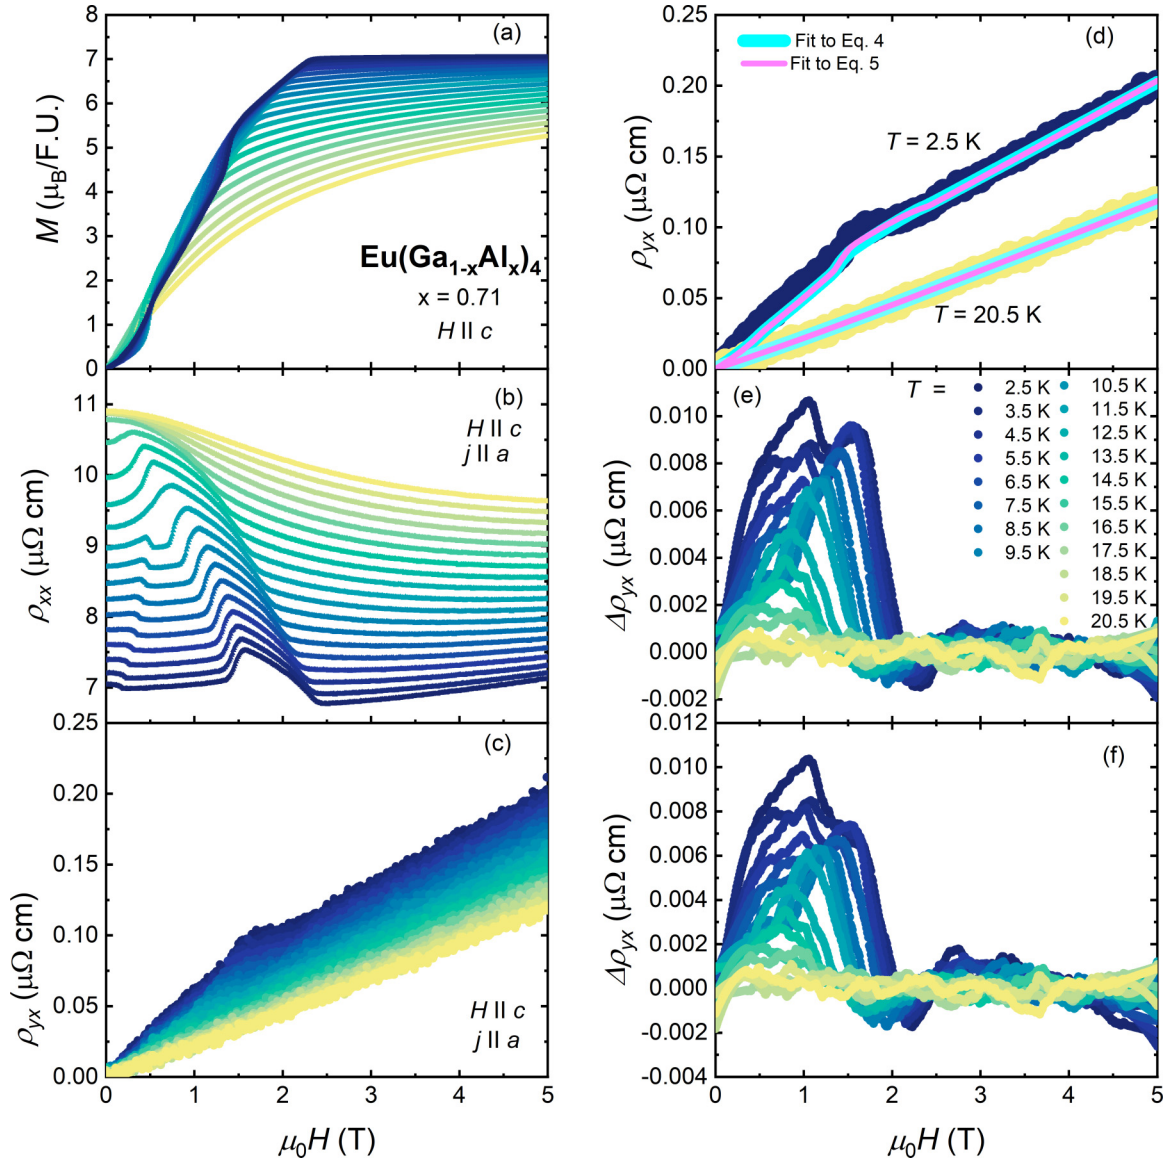 (a)
7
6
5
4
3
2
1
0
M (μB/F.U.)
Eu(Ga1-xAlx)4
x = 0.71
H II c
(b)
11
10
9
8
7
ρxx (μΩ cm)
H II c
j II a
(c)
0.25
0.20
0.15
0.10
0.05
0.00
ρyx (μΩ cm)
H II c
j II a
0 1 2 3 4 5
μ0H (T)
(d)
0.25
0.20
0.15
0.10
0.05
0.00
ρyx (μΩ cm)
Fit to Eq. 4
Fit to Eq. 5
T = 2.5 K
T = 20.5 K
(e)
0.010
0.008
0.006
0.004
0.002
0.000
-0.002
Δρyx (μΩ cm)
T =
2.5 K
3.5 K
4.5 K
5.5 K
6.5 K
7.5 K
8.5 K
9.5 K
10.5 K
11.5 K
12.5 K
13.5 K
14.5 K
15.5 K
16.5 K
17.5 K
18.5 K
19.5 K
20.5 K
(f)
0.012
0.010
0.008
0.006
0.004
0.002
0.000
-0.002
-0.004
Δρyx (μΩ cm)
0 1 2 3 4 5
μ0H (T)